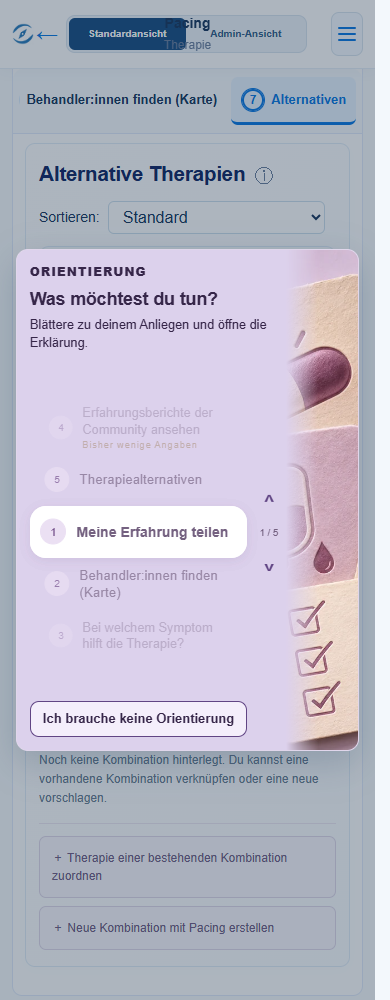 Pacing
Standardansicht
Admin-Ansicht
Therapie
Behandler:innen finden (Karte)
7 Alternativen
Alternative Therapien ⓘ
Sortieren: Standard
ORIENTIERUNG
Was möchtest du tun?
Blättere zu deinem Anliegen und öffne die
Erklärung.
4 Erfahrungsberichte der
Community ansehen
Bisher wenige Angaben
5 Therapiealternativen
1 Meine Erfahrung teilen
1 / 5
2 Behandler:innen finden
(Karte)
3 Bei welchem Symptom
hilft die Therapie?
Ich brauche keine Orientierung
Noch keine Kombination hinterlegt. Du kannst eine
vorhandene Kombination verknüpfen oder eine neue
vorschlagen.
+ Therapie einer bestehenden Kombination
zuordnen
+ Neue Kombination mit Pacing erstellen